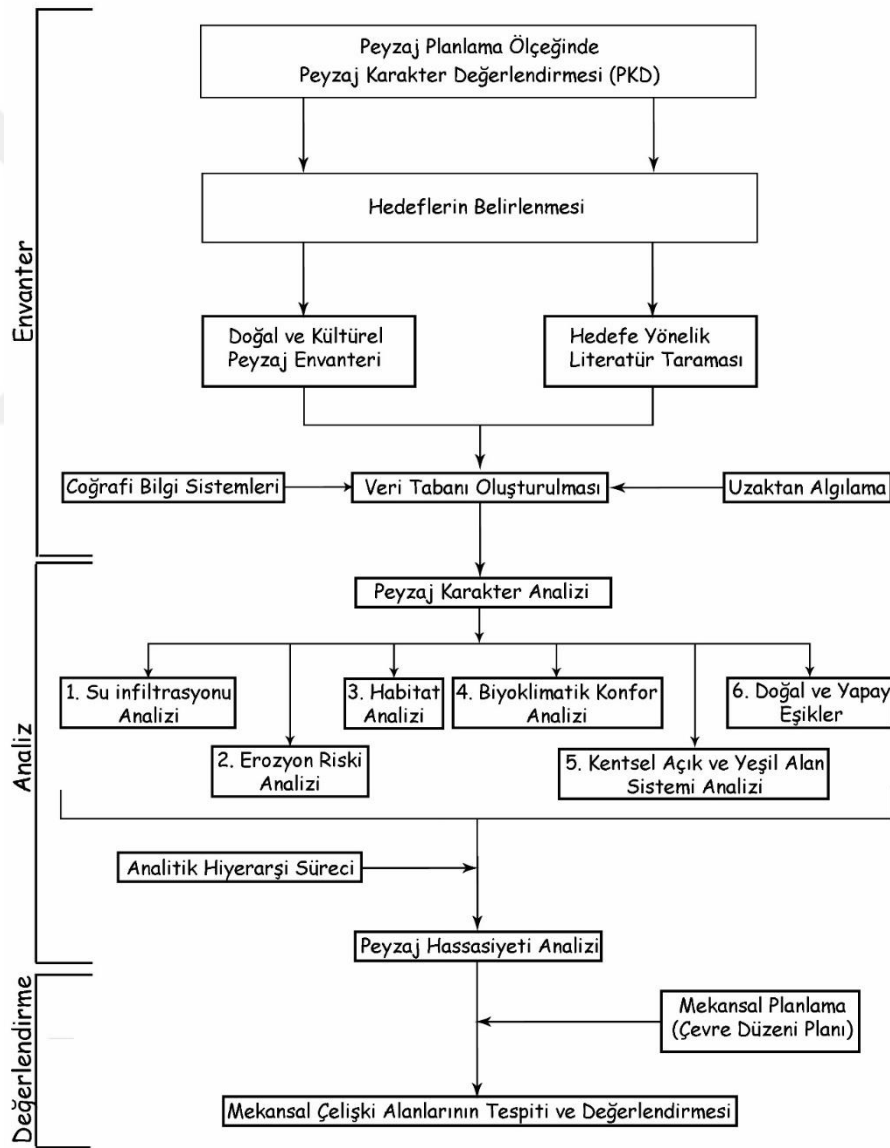 Peyzaj Planlama Ölçeğinde
Peyzaj Karakter Değerlendirmesi (PKD)
Hedeflerin Belirlenmesi
Envanter
Doğal ve Kültürel
Peyzaj Envanteri
Hedefe Yönelik
Literatür Taraması
Coğrafi Bilgi Sistemleri
Veri Tabanı Oluşturulması
Uzaktan Algılama
Peyzaj Karakter Analizi
Analiz
1. Su infiltrasyonu
Analizi
2. Erozyon Riski
Analizi
3. Habitat
Analizi
4. Biyoklimatik Konfor
Analizi
5. Kentsel Açık ve Yeşil Alan
Sistemi Analizi
6. Doğal ve Yapay
Eşikler
Analitik Hiyerarşi Süreci
Peyzaj Hassasiyeti Analizi
Değerlendirme
Mekansal Planlama
(Çevre Düzeni Planı)
Mekansal Çelişki Alanlarının Tespiti ve Değerlendirmesi